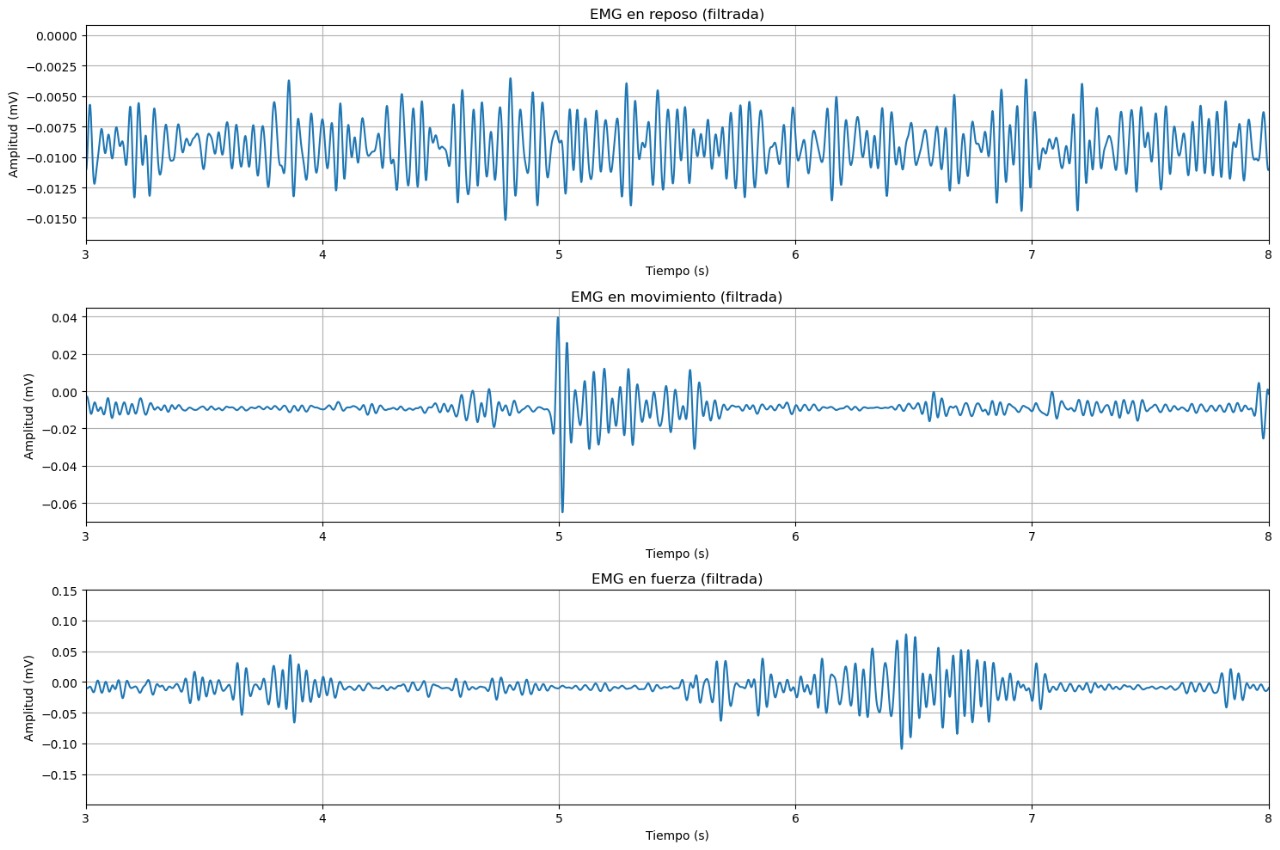 EMG en reposo (filtrada)
0.0000
−0.0025
−0.0050
−0.0075
−0.0100
−0.0125
−0.0150
Amplitud (mV)
3 4 5 6 7 8
Tiempo (s)
EMG en movimiento (filtrada)
0.04
0.02
0.00
−0.02
−0.04
−0.06
Amplitud (mV)
3 4 5 6 7 8
Tiempo (s)
EMG en fuerza (filtrada)
0.15
0.10
0.05
0.00
−0.05
−0.10
−0.15
Amplitud (mV)
3 4 5 6 7 8
Tiempo (s)